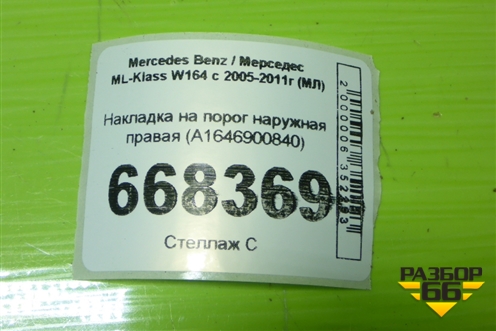 Mercedes Benz / Мерседес
ML-Klass W164 с 2005-2011г (МЛ)
Накладка на порог наружная
правая (A1646900840)
668369
Стеллаж С
РАЗБОР
66